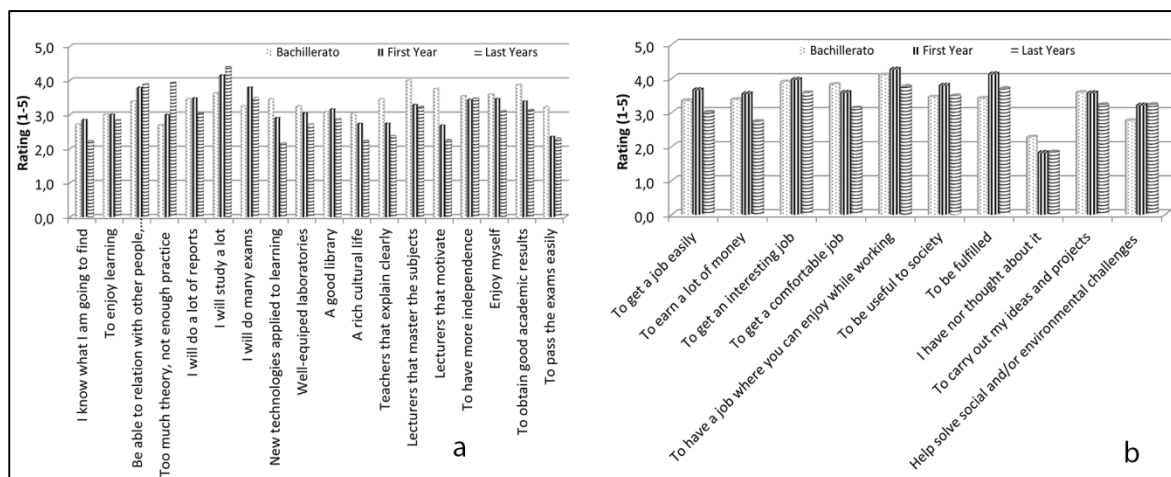 Bachillerato First Year Last Years
Rating (1-5)
5,0
4,0
3,0
2,0
1,0
0,0
I know what I am going to find
To enjoy learning
Be able to relation with other people,...
Too much theory, not enough practice
I will do a lot of reports
I will study a lot
I will do many exams
New technologies applied to learning
Well-equiped laboratories
A good library
A rich cultural life
Teachers that explain clearly
Lecturers that master the subjects
Lecturers that motivate
To have more independence
Enjoy myself
To obtain good academic results
To pass the exams easily
a
Bachillerato First Year Last Years
Rating (1-5)
5,0
4,0
3,0
2,0
1,0
0,0
To get a job easily
To earn a lot of money
To get an interesting job
To get a comfortable job
To have a job where you can enjoy while working
To be useful to society
To be fulfilled
I have nor thought about it
To carry out my ideas and projects
Help solve social and/or environmental challenges
b